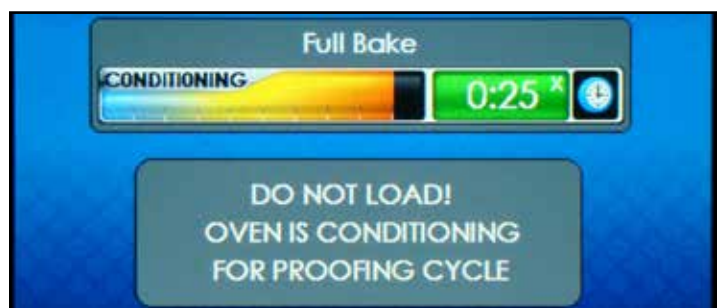 Full Bake
CONDITIONING
0:25 x
DO NOT LOAD!
OVEN IS CONDITIONING
FOR PROOFING CYCLE